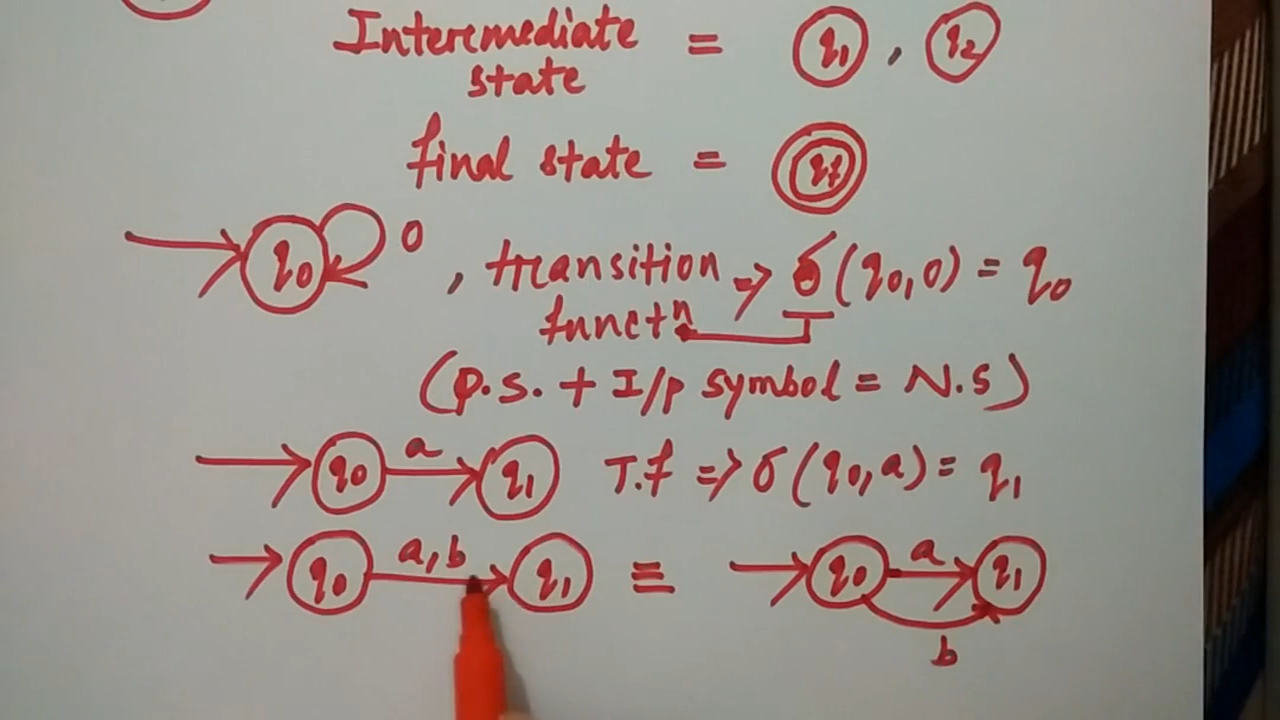 Intermediate = q1 , q2
state
final state = qf
q0 0 , transition => δ(q0,0) = q0
functn
(P.S. + I/p symbol = N.S)
q0 a q1 T.f => δ(q0,a) = q1
q0 a,b q1 ≡ q0 a q1
b